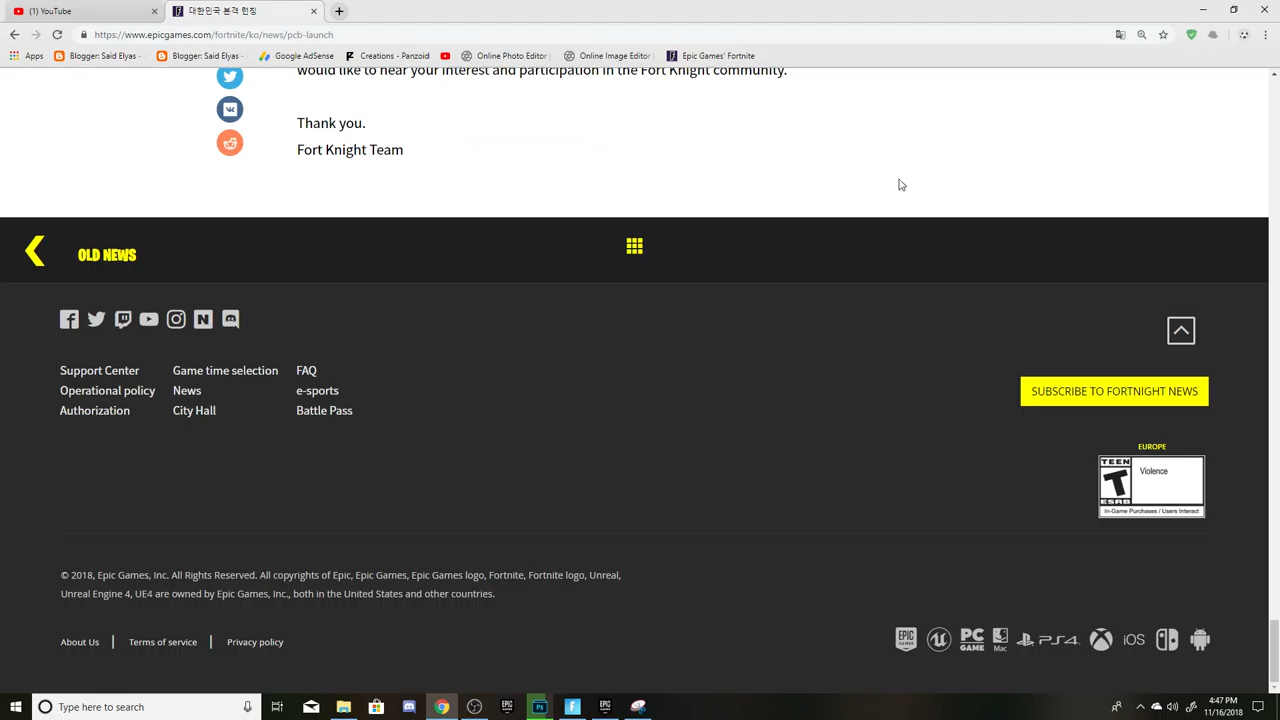 (1) YouTube
대한민국 본격 런칭
https://www.epicgames.com/fortnite/ko/news/pcb-launch
Apps
Blogger: Said Elyas -
Blogger: Said Elyas -
Google AdSense
Creations - Panzoid
Online Photo Editor |
Online Image Editor |
Epic Games' Fortnite
would like to hear your interest and participation in the Fort Knight community.
Thank you.
Fort Knight Team
OLD NEWS
Support Center
Game time selection
FAQ
Operational policy
News
e-sports
Authorization
City Hall
Battle Pass
SUBSCRIBE TO FORTNIGHT NEWS
EUROPE
TEEN
T
ESRB
Violence
In-Game Purchases / Users Interact
© 2018, Epic Games, Inc. All Rights Reserved. All copyrights of Epic, Epic Games, Epic Games logo, Fortnite, Fortnite logo, Unreal,
Unreal Engine 4, UE4 are owned by Epic Games, Inc., both in the United States and other countries.
About Us
Terms of service
Privacy policy
EPIC GAMES
PC GAME
Mac
PS4
iOS
Type here to search
Ps
4:47 PM
11/16/2018